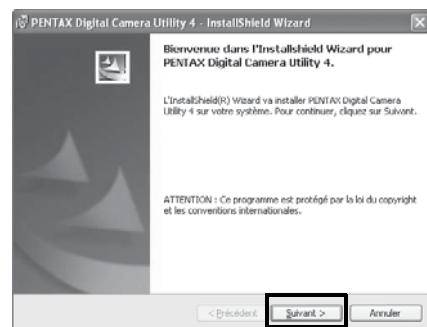 PENTAX Digital Camera Utility 4 - InstallShield Wizard
Bienvenue dans l'Installshield Wizard pour
PENTAX Digital Camera Utility 4.
L'InstallShield(R) Wizard va installer PENTAX Digital Camera
Utility 4 sur votre système. Pour continuer, cliquez sur Suivant.
ATTENTION : Ce programme est protégé par la loi du copyright
et les conventions internationales.
< Précédent
Suivant >
Annuler